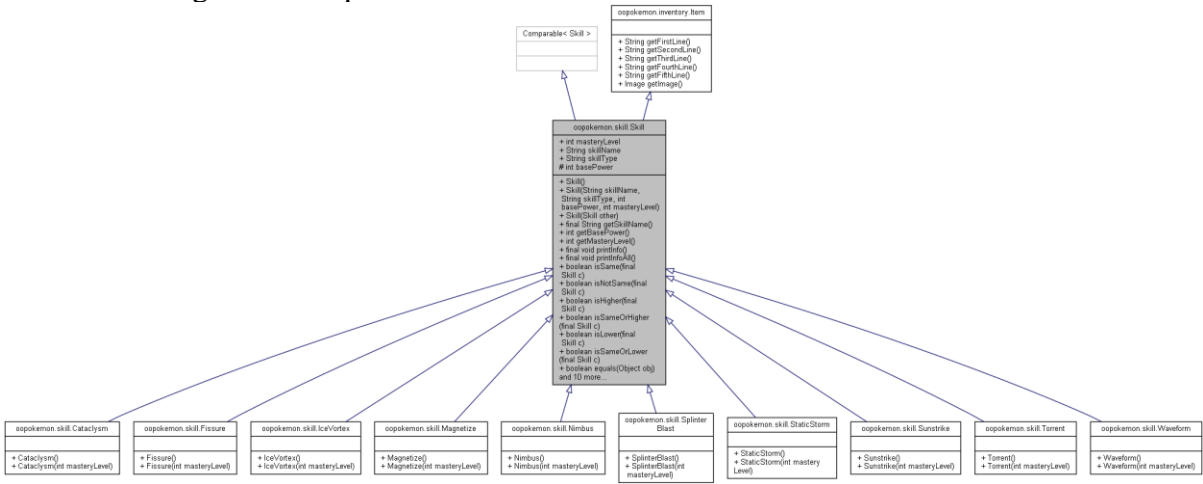 Comparable< Skill >
oopokemon.inventory.Item
+ String getFirstLine()
+ String getSecondLine()
+ String getThirdLine()
+ String getFourthLine()
+ String getFifthLine()
+ Image getImage()
oopokemon.skill.Skill
+ int masteryLevel
+ String skillName
+ String skillType
# int basePower
+ Skill()
+ Skill(String skillName,
String skillType, int
basePower, int masteryLevel)
+ Skill(Skill other)
+ final String getSkillName()
+ int getBasePower()
+ int getMasteryLevel()
+ final void printInfo()
+ final void printInfoAll()
+ boolean isSame(final
Skill c)
+ boolean isNotSame(final
Skill c)
+ boolean isHigher(final
Skill c)
+ boolean isSameOrHigher
(final Skill c)
+ boolean isLower(final
Skill c)
+ boolean isSameOrLower
(final Skill c)
+ boolean equals(Object obj)
and 10 more...
oopokemon.skill.Cataclysm
+ Cataclysm()
+ Cataclysm(int masteryLevel)
oopokemon.skill.Fissure
+ Fissure()
+ Fissure(int masteryLevel)
oopokemon.skill.IceVortex
+ IceVortex()
+ IceVortex(int masteryLevel)
oopokemon.skill.Magnetize
+ Magnetize()
+ Magnetize(int masteryLevel)
oopokemon.skill.Nimbus
+ Nimbus()
+ Nimbus(int masteryLevel)
oopokemon.skill.Splinter
Blast
+ SplinterBlast()
+ SplinterBlast(int
masteryLevel)
oopokemon.skill.StaticStorm
+ StaticStorm()
+ StaticStorm(int mastery
Level)
oopokemon.skill.Sunstrike
+ Sunstrike()
+ Sunstrike(int masteryLevel)
oopokemon.skill.Torrent
+ Torrent()
+ Torrent(int masteryLevel)
oopokemon.skill.Waveform
+ Waveform()
+ Waveform(int masteryLevel)